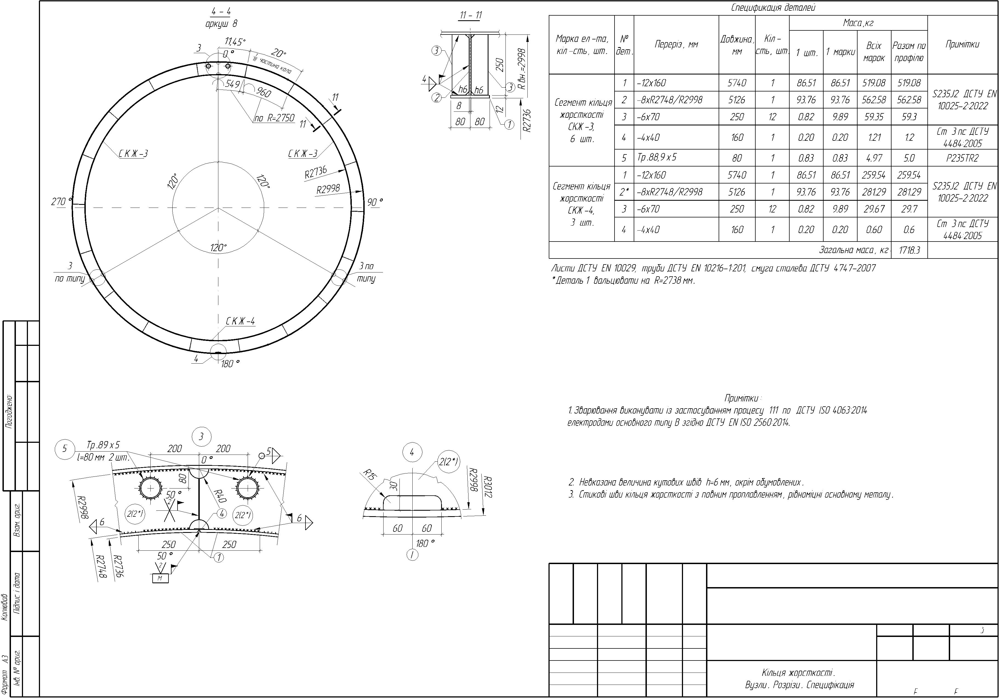 4 – 4
аркуш 8
11,45°
20°
1/18 частина кола
3
0°
549
960
по R=2750
11
11
СКЖ-3
СКЖ-3
R2736
R2998
120°
120°
120°
270°
90°
3
по типу
3 по
типу
СКЖ-4
4
180°
11 – 11
3
4
2
h6
h6
3
8
80
80
250
12
1
R вн.=2998
R2736
Спецификація деталей
Марка ел-та, кіл-сть, шт. № дет. Переріз, мм Довжина, мм Кіл-сть, шт. Маса,кг Примітки
1 шт. 1 марки Всіх марок Разом по профілю
Сегмент кільця
жорсткості
СКЖ-3,
6 шт.
1 –12х160 5740 1 86.51 86.51 519.08 519.08
2 –8хR2748/R2998 5126 1 93.76 93.76 562.58 562.58
3 –6х70 250 12 0.82 9.89 59.35 59.3
S235J2 ДСТУ EN
10025-2:2022
4 –4х40 160 1 0.20 0.20 1.21 1.2
Ст 3пс ДСТУ
4484:2005
5 Тр.88,9х5 80 1 0.83 0.83 4.97 5.0 P235TR2
Сегмент кільця
жорсткості
СКЖ-4,
3 шт.
1 –12х160 5740 1 86.51 86.51 259.54 259.54
2* –8хR2748/R2998 5126 1 93.76 93.76 281.29 281.29
3 –6х70 250 12 0.82 9.89 29.67 29.7
S235J2 ДСТУ EN
10025-2:2022
4 –4х40 160 1 0.20 0.20 0.60 0.6
Ст 3пс ДСТУ
4484:2005
Загальна маса, кг 1718.3
Листи ДСТУ EN 10029, труби ДСТУ EN 10216-1:201, смуга сталева ДСТУ 4747-2007
*Деталь 1 вальцювати на R=2738 мм.
Примітки:
1. Зварювання виконувати із застосуванням процесу 111 по ДСТУ ISO 4063:2014
електродами основного типу В згідно ДСТУ EN ISO 2560:2014.
2. Невказана величина кутових швів h=6 мм, окрім обумовлених.
3. Стикові шви кільця жорсткості з повним проплавленням, рівноміцні основному металу.
3
5
Тр.89х5
l=80мм 2 шт.
200
200
0°
5
80
R40
50°
2
2(2*)
2(2*)
4
6
6
R2998
R2748
R2736
250
250
50°
2
М
1
4
2(2*)
R15
30
R2998
R3012
60
60
180°
I
Погоджено:
Взам. ориг.
Підпис і дата
Інв. № ориг.
Копіював
Формат А3
3
Кільця жорсткості.
Вузли. Розрізи. Специфікація